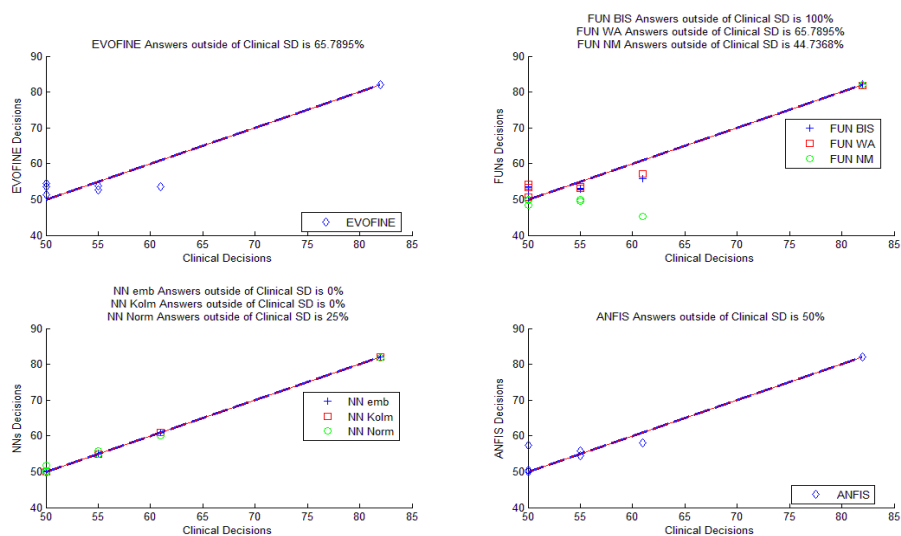 EVOFINE Answers outside of Clinical SD is 65.7895%
90
80
70
60
50
40
EVOFINE Decisions
EVOFINE
50 55 60 65 70 75 80 85
Clinical Decisions
FUN BIS Answers outside of Clinical SD is 100%
FUN WA Answers outside of Clinical SD is 65.7895%
FUN NM Answers outside of Clinical SD is 44.7368%
90
80
70
60
50
40
FUNs Decisions
FUN BIS
FUN WA
FUN NM
50 55 60 65 70 75 80 85
Clinical Decisions
NN emb Answers outside of Clinical SD is 0%
NN Kolm Answers outside of Clinical SD is 0%
NN Norm Answers outside of Clinical SD is 25%
90
80
70
60
50
40
NNs Decisions
NN emb
NN Kolm
NN Norm
50 55 60 65 70 75 80 85
Clinical Decisions
ANFIS Answers outside of Clinical SD is 50%
90
80
70
60
50
40
ANFIS Decisions
ANFIS
50 55 60 65 70 75 80 85
Clinical Decisions